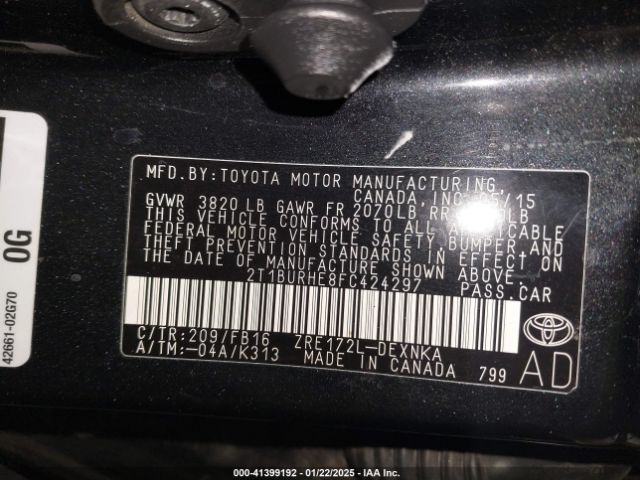 MFD.BY:TOYOTA MOTOR MANUFACTURING,
CANADA, INC. 05/15
GVWR 3820 LB GAWR FR 2070LB RR LB
THIS VEHICLE CONFORMS TO ALL APPLICABLE
FEDERAL MOTOR VEHICLE SAFETY, BUMPER AND
THEFT PREVENTION STANDARDS IN EFFECT ON
THE DATE OF MANUFACTURE SHOWN ABOVE.
2T1BURHE8FC424297 PASS.CAR
C/TR:209/FB16 ZRE172L-DEXNKA
A/TM:-04A/K313 MADE IN CANADA 799
TOYOTA
AD
0G
42661-02G70
000-41399192 - 01/22/2025 - IAA Inc.